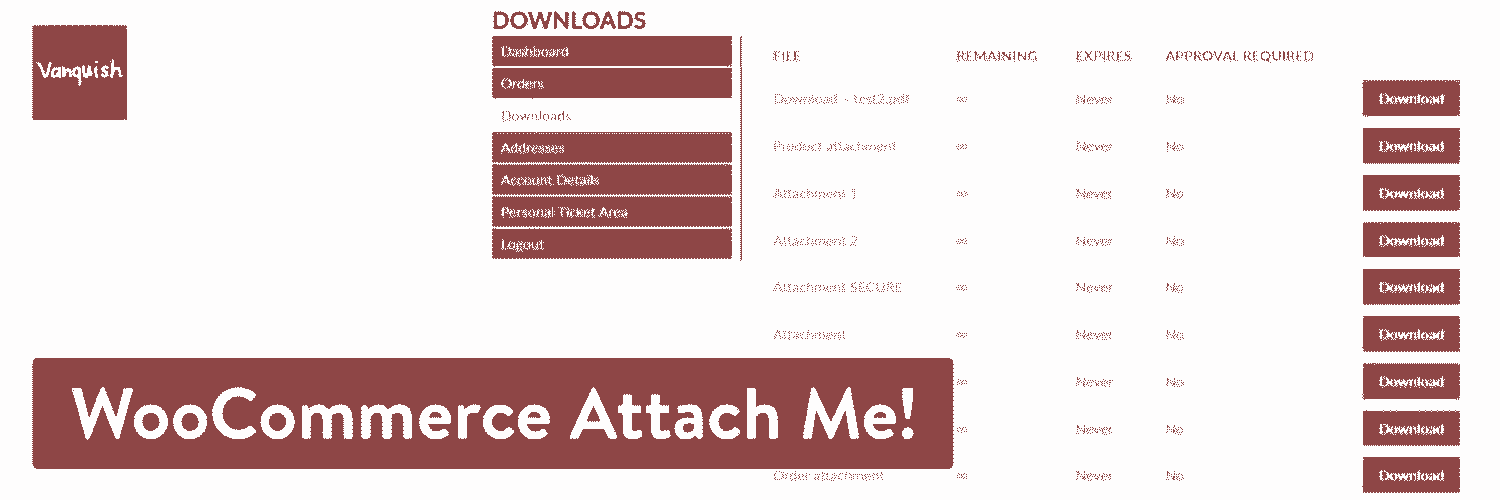 Vanquish
DOWNLOADS
Dashboard
Orders
Downloads
Addresses
Account Details
Personal Ticket Area
Logout
FILE REMAINING EXPIRES APPROVAL REQUIRED
Download - test2.pdf ∞ Never No Download
Product attachment ∞ Never No Download
Attachment 1 ∞ Never No Download
Attachment 2 ∞ Never No Download
Attachment SECURE ∞ Never No Download
Attachment ∞ Never No Download
∞ Never No Download
∞ Never No Download
Order attachment ∞ Never No Download
WooCommerce Attach Me!